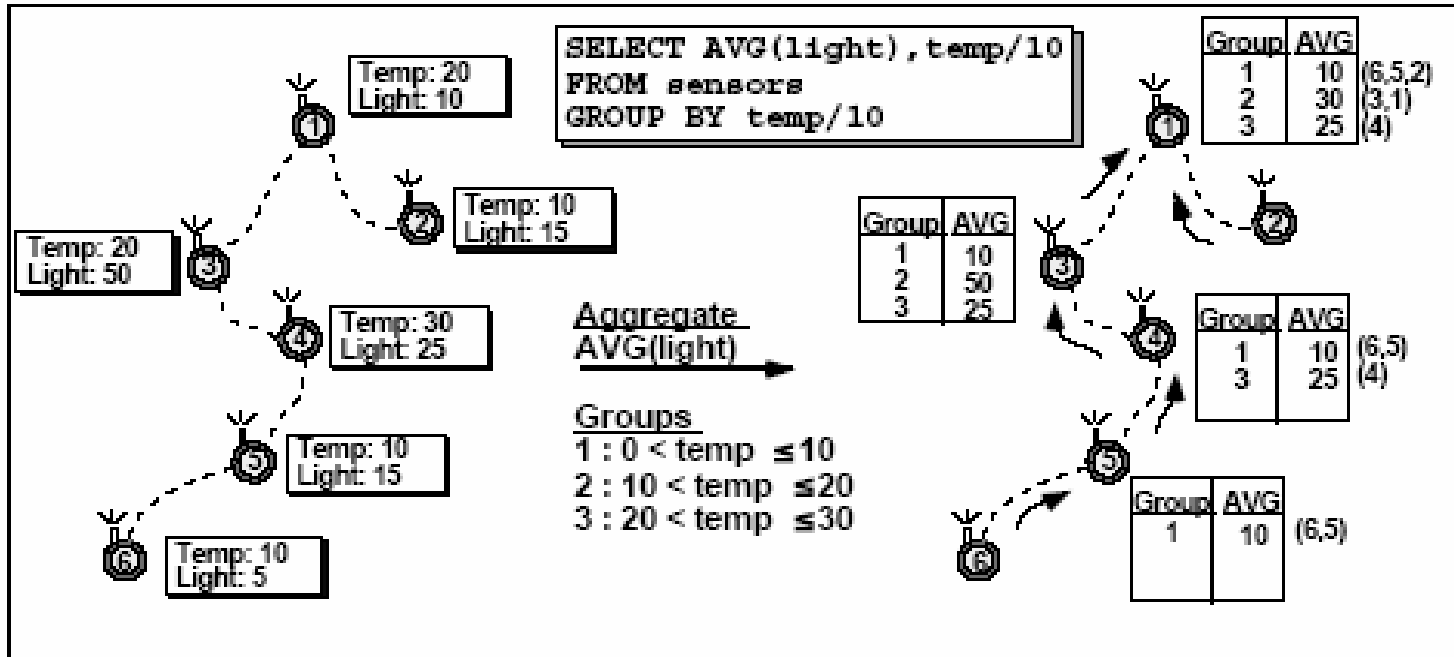 Temp: 20
Light: 10
1
Temp: 10
Light: 15
2
Temp: 20
Light: 50
3
Temp: 30
Light: 25
4
Temp: 10
Light: 15
5
Temp: 10
Light: 5
6
SELECT AVG(light),temp/10
FROM sensors
GROUP BY temp/10
Aggregate
AVG(light)
Groups
1 : 0 < temp ≤10
2 : 10 < temp ≤20
3 : 20 < temp ≤30
Group AVG
1 10 (6,5,2)
2 30 (3,1)
3 25 (4)
1
2
Group AVG
1 10
2 50
3 25
3
4
Group AVG
1 10 (6,5)
3 25 (4)
5
Group AVG
1 10 (6,5)
6